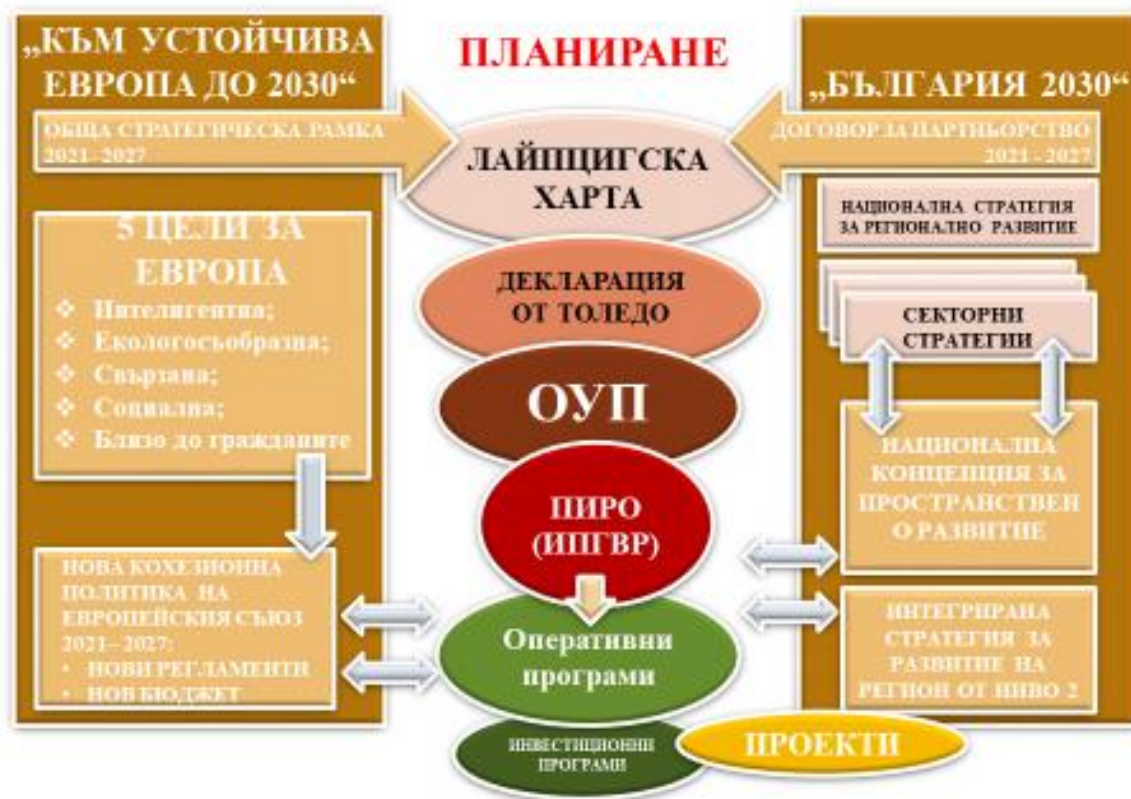 „КЪМ УСТОЙЧИВА
ЕВРОПА ДО 2030“
ОБЩА СТРАТЕГИЧЕСКА РАМКА
2021–2027
5 ЦЕЛИ ЗА
ЕВРОПА
❖ Интелигентна;
❖ Екологосъобразна;
❖ Свързана;
❖ Социална;
❖ Близо до гражданите
НОВА КОХЕЗИОННА
ПОЛИТИКА НА
ЕВРОПЕЙСКИЯ СЪЮЗ
2021–2027:
• НОВИ РЕГЛАМЕНТИ
• НОВ БЮДЖЕТ
ПЛАНИРАНЕ
ЛАЙПЦИГСКА
ХАРТА
ДЕКЛАРАЦИЯ
ОТ ТОЛЕДО
ОУП
ПИРО
(ИПГВР)
Оперативни
програми
ИНВЕСТИЦИОННИ
ПРОГРАМИ
ПРОЕКТИ
„БЪЛГАРИЯ 2030“
ДОГОВОР ЗА ПАРТНЬОРСТВО
2021 - 2027
НАЦИОНАЛНА СТРАТЕГИЯ
ЗА РЕГИОНАЛНО РАЗВИТИЕ
СЕКТОРНИ
СТРАТЕГИИ
НАЦИОНАЛНА
КОНЦЕПЦИЯ ЗА
ПРОСТРАНСТВЕН
О РАЗВИТИЕ
ИНТЕГРИРАНА
СТРАТЕГИЯ ЗА
РАЗВИТИЕ НА
РЕГИОН ОТ НИВО 2